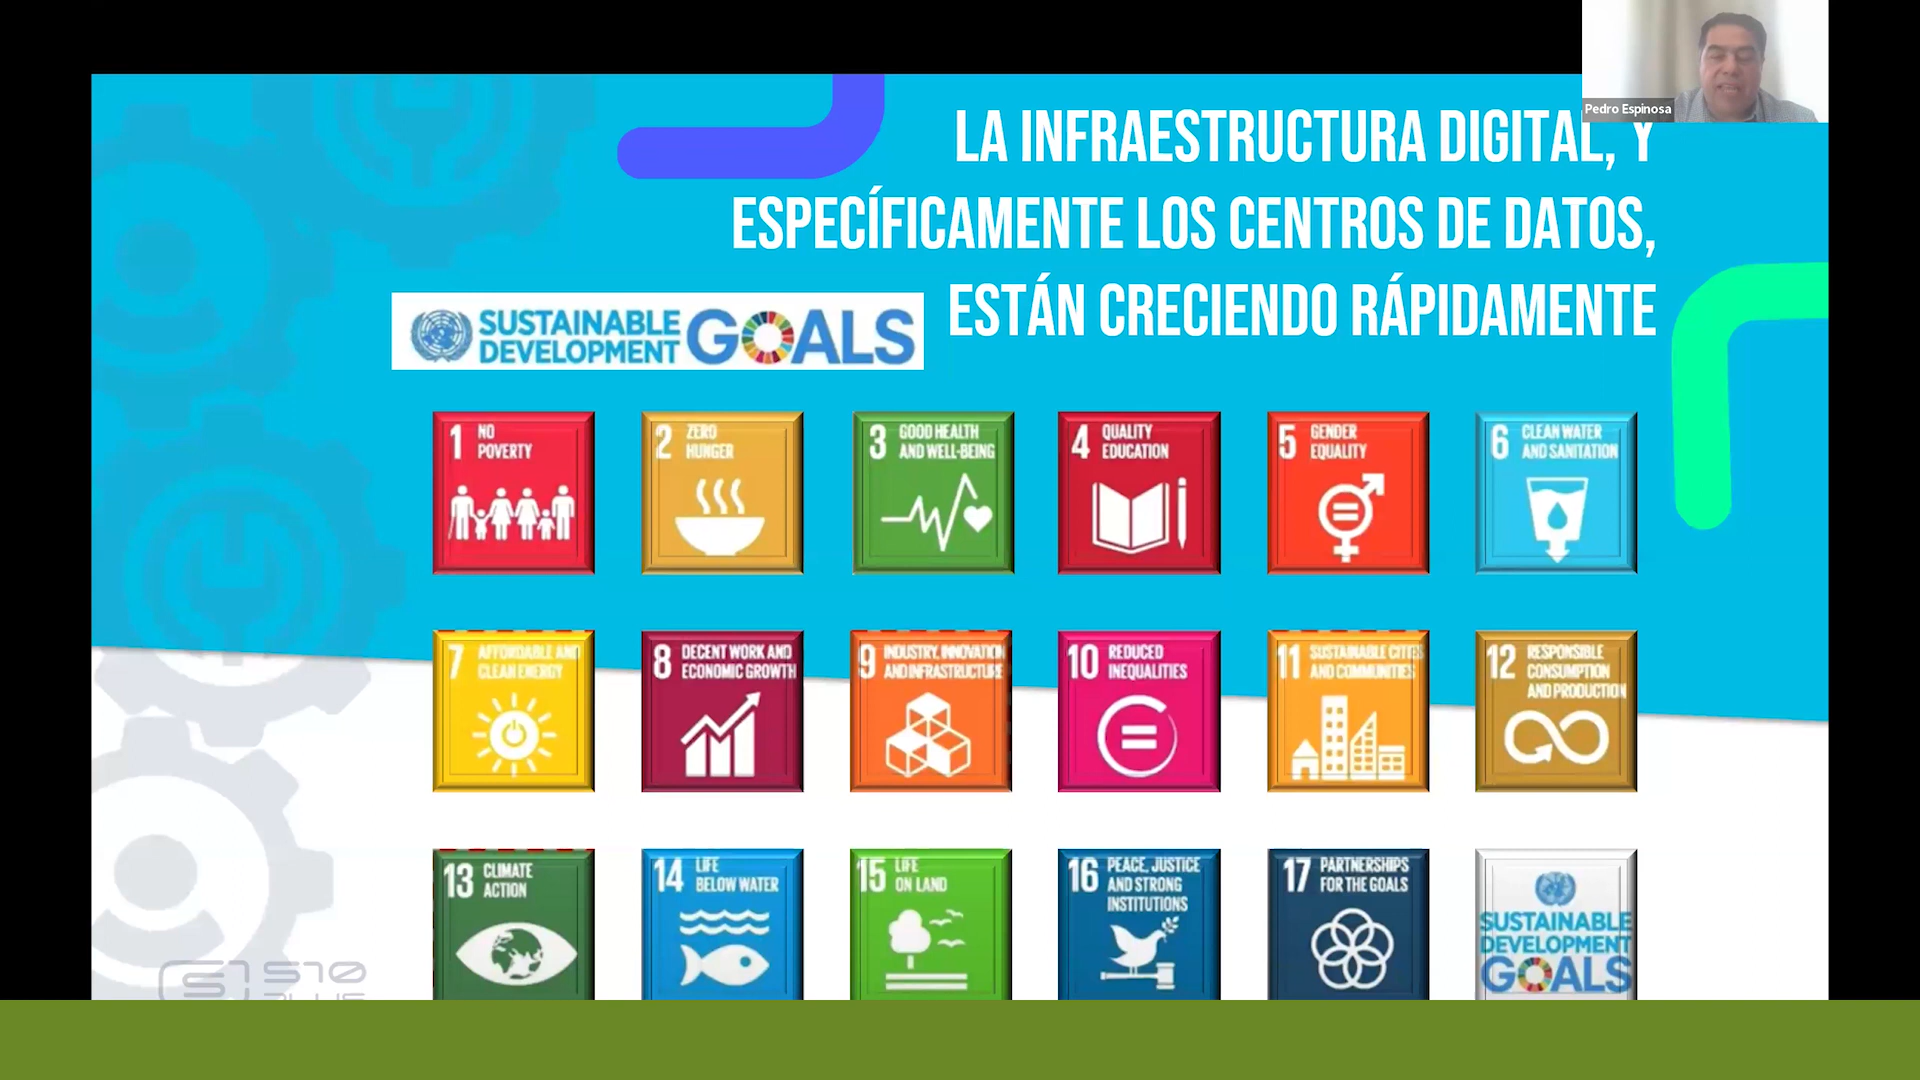 Pedro Espinosa
LA INFRAESTRUCTURA DIGITAL, Y
ESPECÍFICAMENTE LOS CENTROS DE DATOS,
ESTÁN CRECIENDO RÁPIDAMENTE
SUSTAINABLE
DEVELOPMENT
GOALS
1 NO
POVERTY
2 ZERO
HUNGER
3 GOOD HEALTH
AND WELL-BEING
4 QUALITY
EDUCATION
5 GENDER
EQUALITY
6 CLEAN WATER
AND SANITATION
7 AFFORDABLE AND
CLEAN ENERGY
8 DECENT WORK AND
ECONOMIC GROWTH
9 INDUSTRY, INNOVATION
AND INFRASTRUCTURE
10 REDUCED
INEQUALITIES
11 SUSTAINABLE CITIES
AND COMMUNITIES
12 RESPONSIBLE
CONSUMPTION
AND PRODUCTION
13 CLIMATE
ACTION
14 LIFE
BELOW WATER
15 LIFE
ON LAND
16 PEACE, JUSTICE
AND STRONG
INSTITUTIONS
17 PARTNERSHIPS
FOR THE GOALS
SUSTAINABLE
DEVELOPMENT
GOALS